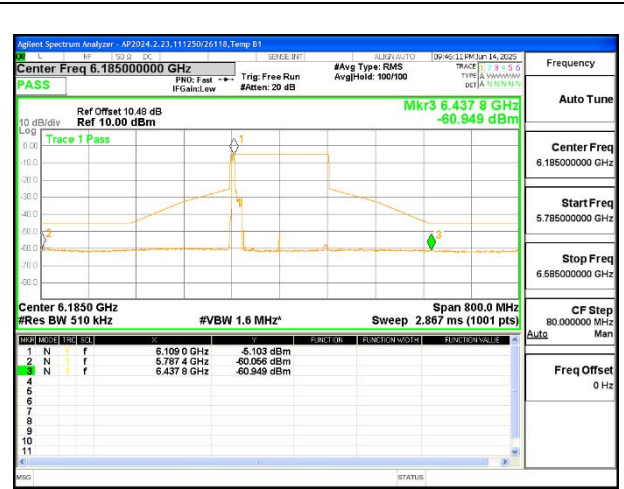 Agilent Spectrum Analyzer - AP2024.2.23,111250/26118,Temp B1
L RF 50 Ω DC SENSE:INT ALIGN AUTO 09:46:11 PM Jun 14, 2025
Center Freq 6.185000000 GHz #Avg Type: RMS TRACE 1 2 3 4 5 6
PNO: Fast Trig: Free Run Avg|Hold: 100/100 TYPE A
PASS IFGain:Low #Atten: 20 dB DET A N N N N N
Ref Offset 10.48 dB Mkr3 6.437 8 GHz
10 dB/div Ref 10.00 dBm -60.949 dBm
Log
Trace 1 Pass
0.00
-10.0
-20.0
-30.0
-40.0
-50.0
-60.0
-70.0
-80.0
1
2
3
Center 6.1850 GHz Span 800.0 MHz
#Res BW 510 kHz #VBW 1.6 MHz* Sweep 2.867 ms (1001 pts)
MKR MODE TRC SCL X Y FUNCTION FUNCTION WIDTH FUNCTION VALUE
1 N 1 f 6.109 0 GHz -5.103 dBm
2 N 1 f 5.787 4 GHz -60.056 dBm
3 N 1 f 6.437 8 GHz -60.949 dBm
4
5
6
7
8
9
10
11
MSG STATUS
Frequency
Auto Tune
Center Freq
6.185000000 GHz
Start Freq
5.785000000 GHz
Stop Freq
6.585000000 GHz
CF Step
80.000000 MHz
Auto Man
Freq Offset
0 Hz